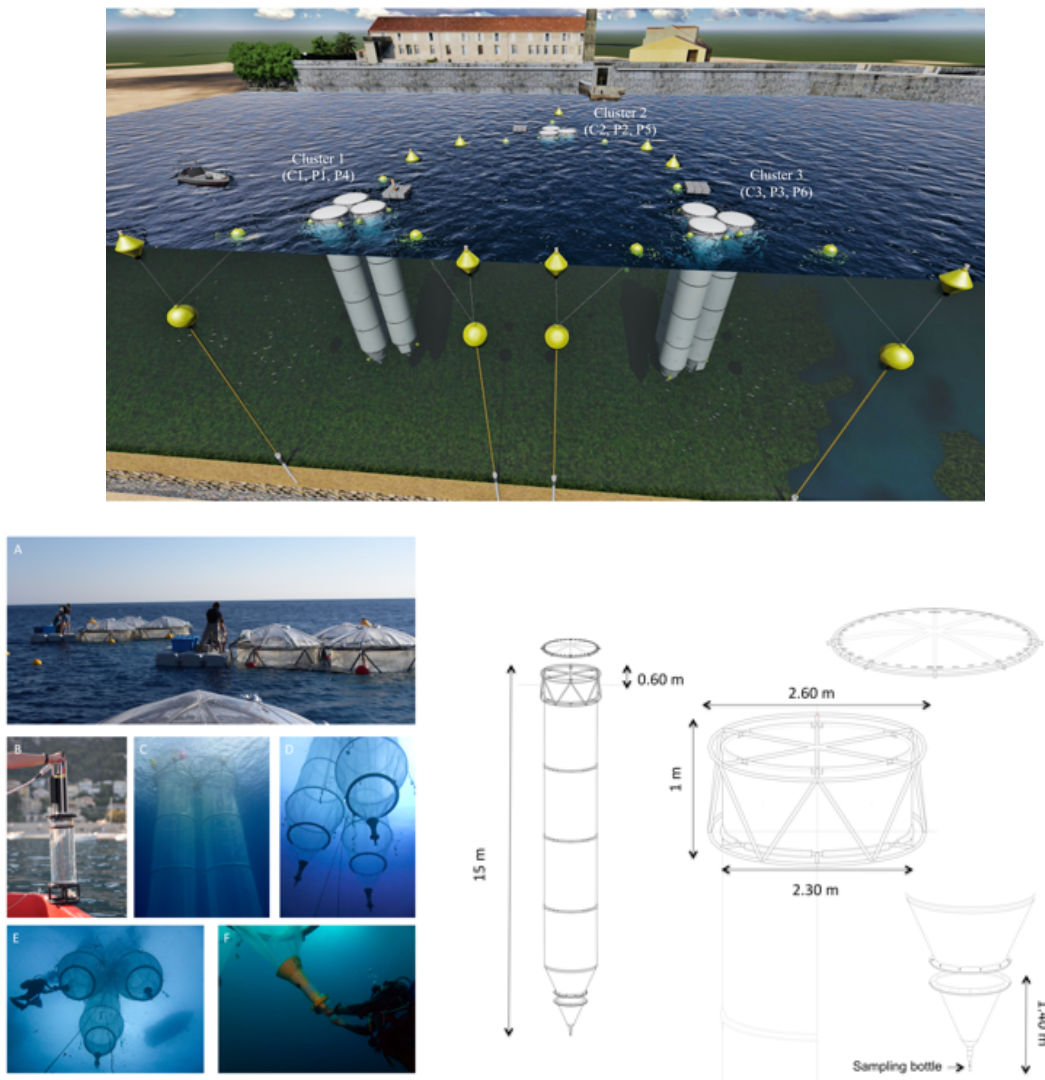 Cluster 2
(C2, P2, P5)
Cluster 1
(C1, P1, P4)
Cluster 3
(C3, P3, P6)
A
B
C
D
E
F
0.60 m
15 m
2.60 m
1 m
2.30 m
1,40 m
Sampling bottle